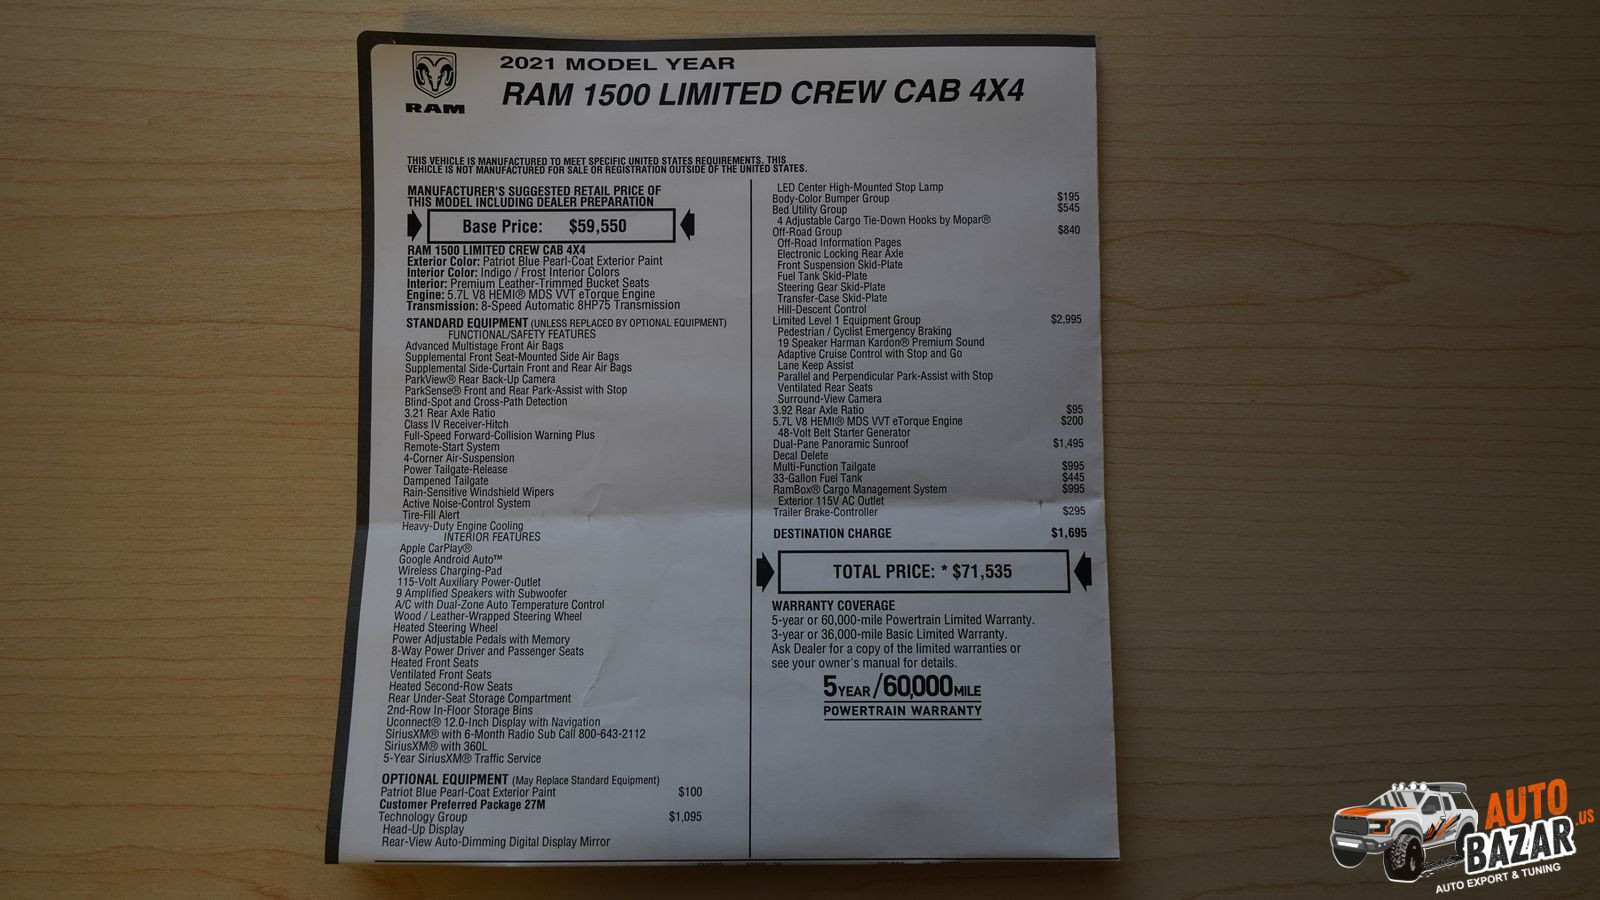 RAM
2021 MODEL YEAR
RAM 1500 LIMITED CREW CAB 4X4
THIS VEHICLE IS MANUFACTURED TO MEET SPECIFIC UNITED STATES REQUIREMENTS. THIS
VEHICLE IS NOT MANUFACTURED FOR SALE OR REGISTRATION OUTSIDE OF THE UNITED STATES.
MANUFACTURER'S SUGGESTED RETAIL PRICE OF
THIS MODEL INCLUDING DEALER PREPARATION
Base Price: $59,550
RAM 1500 LIMITED CREW CAB 4X4
Exterior Color: Patriot Blue Pearl-Coat Exterior Paint
Interior Color: Indigo / Frost Interior Colors
Interior: Premium Leather-Trimmed Bucket Seats
Engine: 5.7L V8 HEMI® MDS VVT eTorque Engine
Transmission: 8-Speed Automatic 8HP75 Transmission
STANDARD EQUIPMENT (UNLESS REPLACED BY OPTIONAL EQUIPMENT)
FUNCTIONAL/SAFETY FEATURES
Advanced Multistage Front Air Bags
Supplemental Front Seat-Mounted Side Air Bags
Supplemental Side-Curtain Front and Rear Air Bags
ParkView® Rear Back-Up Camera
ParkSense® Front and Rear Park-Assist with Stop
Blind-Spot and Cross-Path Detection
3.21 Rear Axle Ratio
Class IV Receiver-Hitch
Full-Speed Forward-Collision Warning Plus
Remote-Start System
4-Corner Air-Suspension
Power Tailgate-Release
Dampened Tailgate
Rain-Sensitive Windshield Wipers
Active Noise-Control System
Tire-Fill Alert
Heavy-Duty Engine Cooling
INTERIOR FEATURES
Apple CarPlay®
Google Android Auto™
Wireless Charging-Pad
115-Volt Auxiliary Power-Outlet
9 Amplified Speakers with Subwoofer
A/C with Dual-Zone Auto Temperature Control
Wood / Leather-Wrapped Steering Wheel
Heated Steering Wheel
Power Adjustable Pedals with Memory
8-Way Power Driver and Passenger Seats
Heated Front Seats
Ventilated Front Seats
Heated Second-Row Seats
Rear Under-Seat Storage Compartment
2nd-Row In-Floor Storage Bins
Uconnect® 12.0-Inch Display with Navigation
SiriusXM® with 6-Month Radio Sub Call 800-643-2112
SiriusXM® with 360L
5-Year SiriusXM® Traffic Service
OPTIONAL EQUIPMENT (May Replace Standard Equipment)
Patriot Blue Pearl-Coat Exterior Paint $100
Customer Preferred Package 27M
Technology Group $1,095
Head-Up Display
Rear-View Auto-Dimming Digital Display Mirror
LED Center High-Mounted Stop Lamp
Body-Color Bumper Group $195
Bed Utility Group $545
4 Adjustable Cargo Tie-Down Hooks by Mopar®
Off-Road Group $840
Off-Road Information Pages
Electronic Locking Rear Axle
Front Suspension Skid-Plate
Fuel Tank Skid-Plate
Steering Gear Skid-Plate
Transfer-Case Skid-Plate
Hill-Descent Control
Limited Level 1 Equipment Group $2,995
Pedestrian / Cyclist Emergency Braking
19 Speaker Harman Kardon® Premium Sound
Adaptive Cruise Control with Stop and Go
Lane Keep Assist
Parallel and Perpendicular Park-Assist with Stop
Ventilated Rear Seats
Surround-View Camera
3.92 Rear Axle Ratio $95
5.7L V8 HEMI® MDS VVT eTorque Engine $200
48-Volt Belt Starter Generator
Dual-Pane Panoramic Sunroof $1,495
Decal Delete
Multi-Function Tailgate $995
33-Gallon Fuel Tank $445
RamBox® Cargo Management System $995
Exterior 115V AC Outlet
Trailer Brake-Controller $295
DESTINATION CHARGE $1,695
TOTAL PRICE: * $71,535
WARRANTY COVERAGE
5-year or 60,000-mile Powertrain Limited Warranty.
3-year or 36,000-mile Basic Limited Warranty.
Ask Dealer for a copy of the limited warranties or
see your owner's manual for details.
5YEAR/60,000MILE
POWERTRAIN WARRANTY
AUTO
BAZAR.US
AUTO EXPORT & TUNING